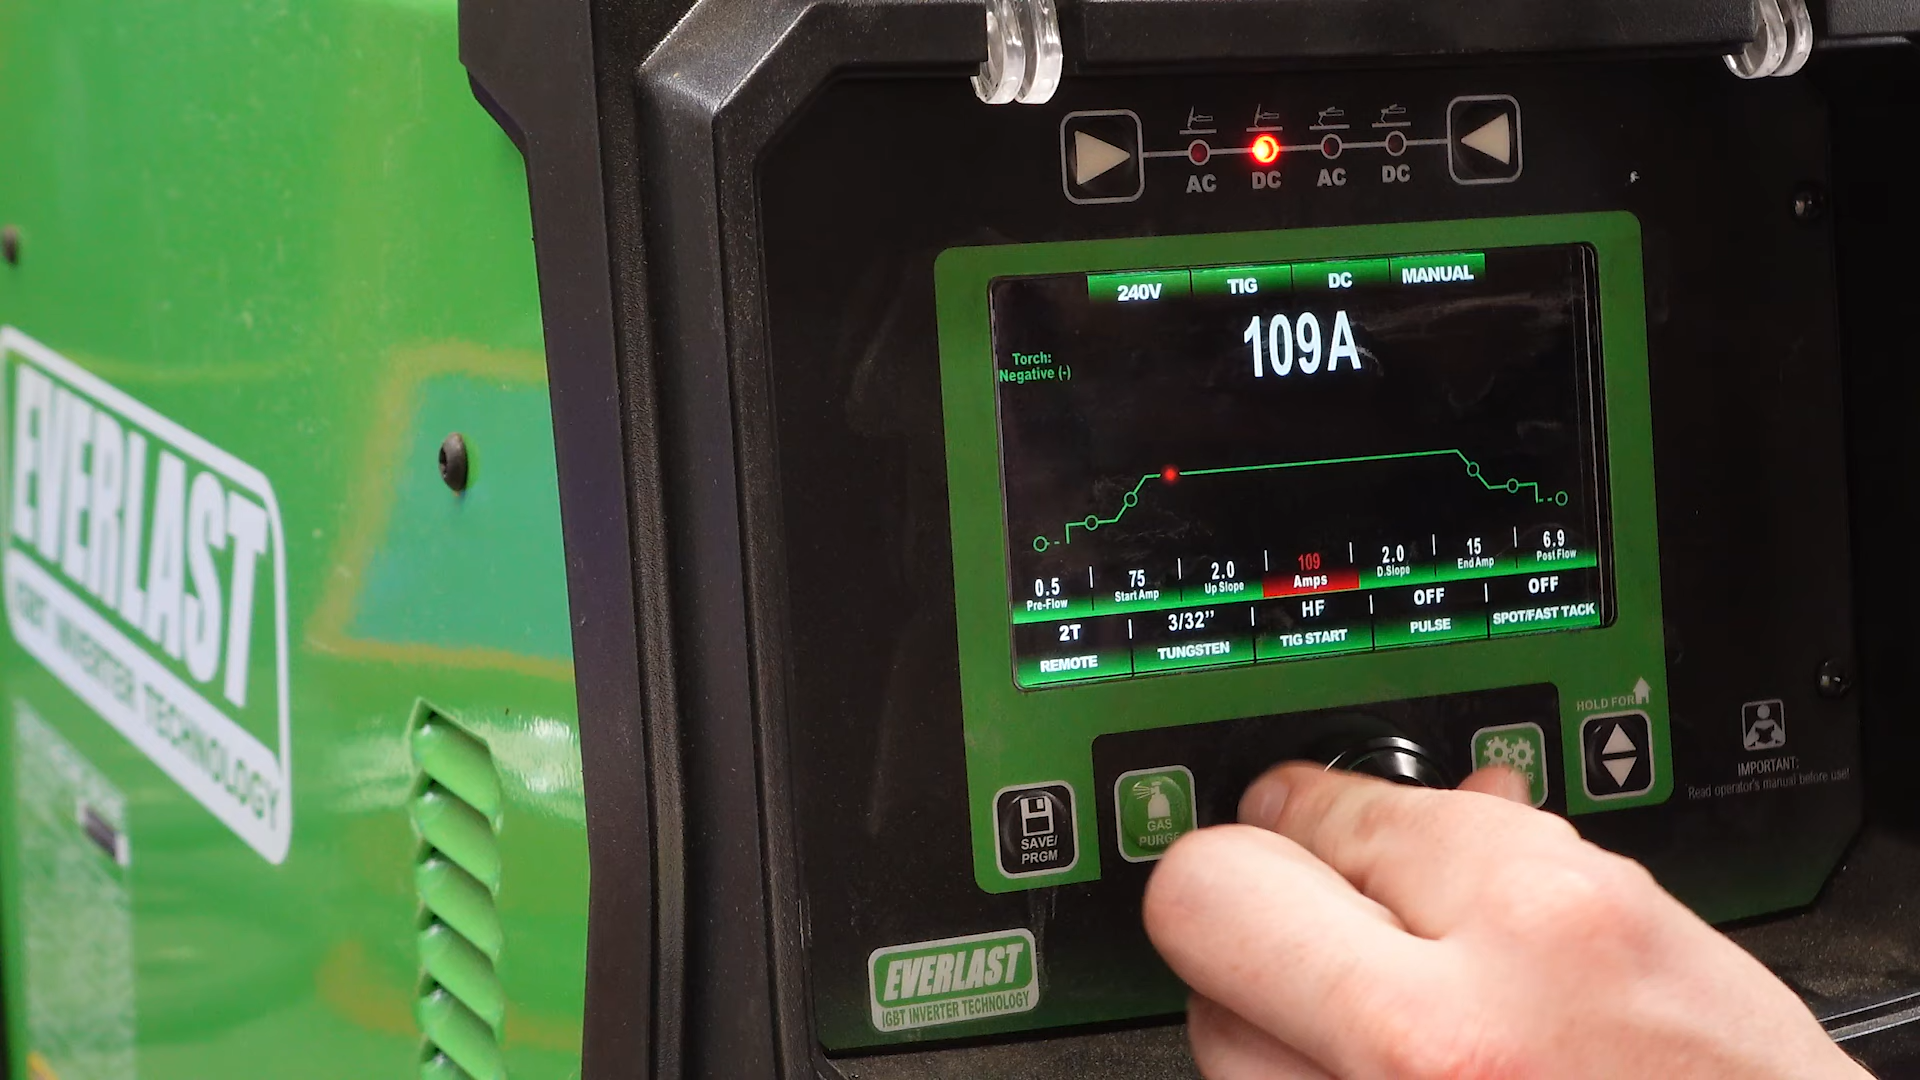 EVERLAST
IGBT INVERTER TECHNOLOGY
AC DC AC DC
240V TIG DC MANUAL
109A
Torch:
Negative (-)
0.5 75 2.0 109 2.0 15 6.9
Pre-Flow Start Amp Up Slope Amps D.Slope End Amp Post Flow
2T 3/32" HF OFF OFF
REMOTE TUNGSTEN TIG START PULSE SPOT/FAST TACK
HOLD FOR
SAVE/
PRGM
GAS
PURGE
IMPORTANT:
Read operator's manual before use!
EVERLAST
IGBT INVERTER TECHNOLOGY